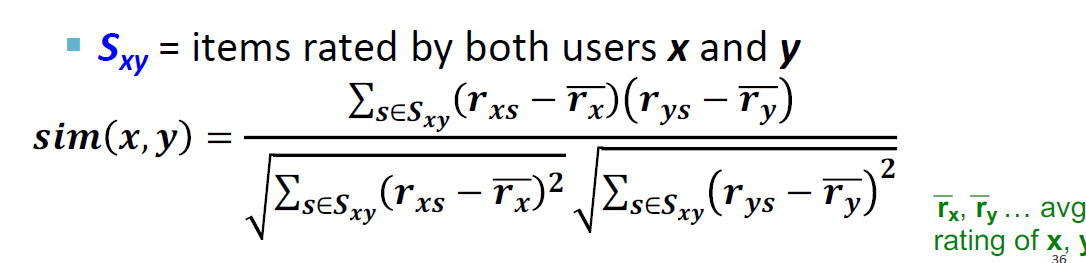 ▪ Sxy = items rated by both users x and y
sim(x, y) = ∑s∈Sxy (rxs − r̅x)(rys − r̅y) / √∑s∈Sxy (rxs − r̅x)² √∑s∈Sxy (rys − r̅y)²
r̅x, r̅y … avg
rating of x, y
36